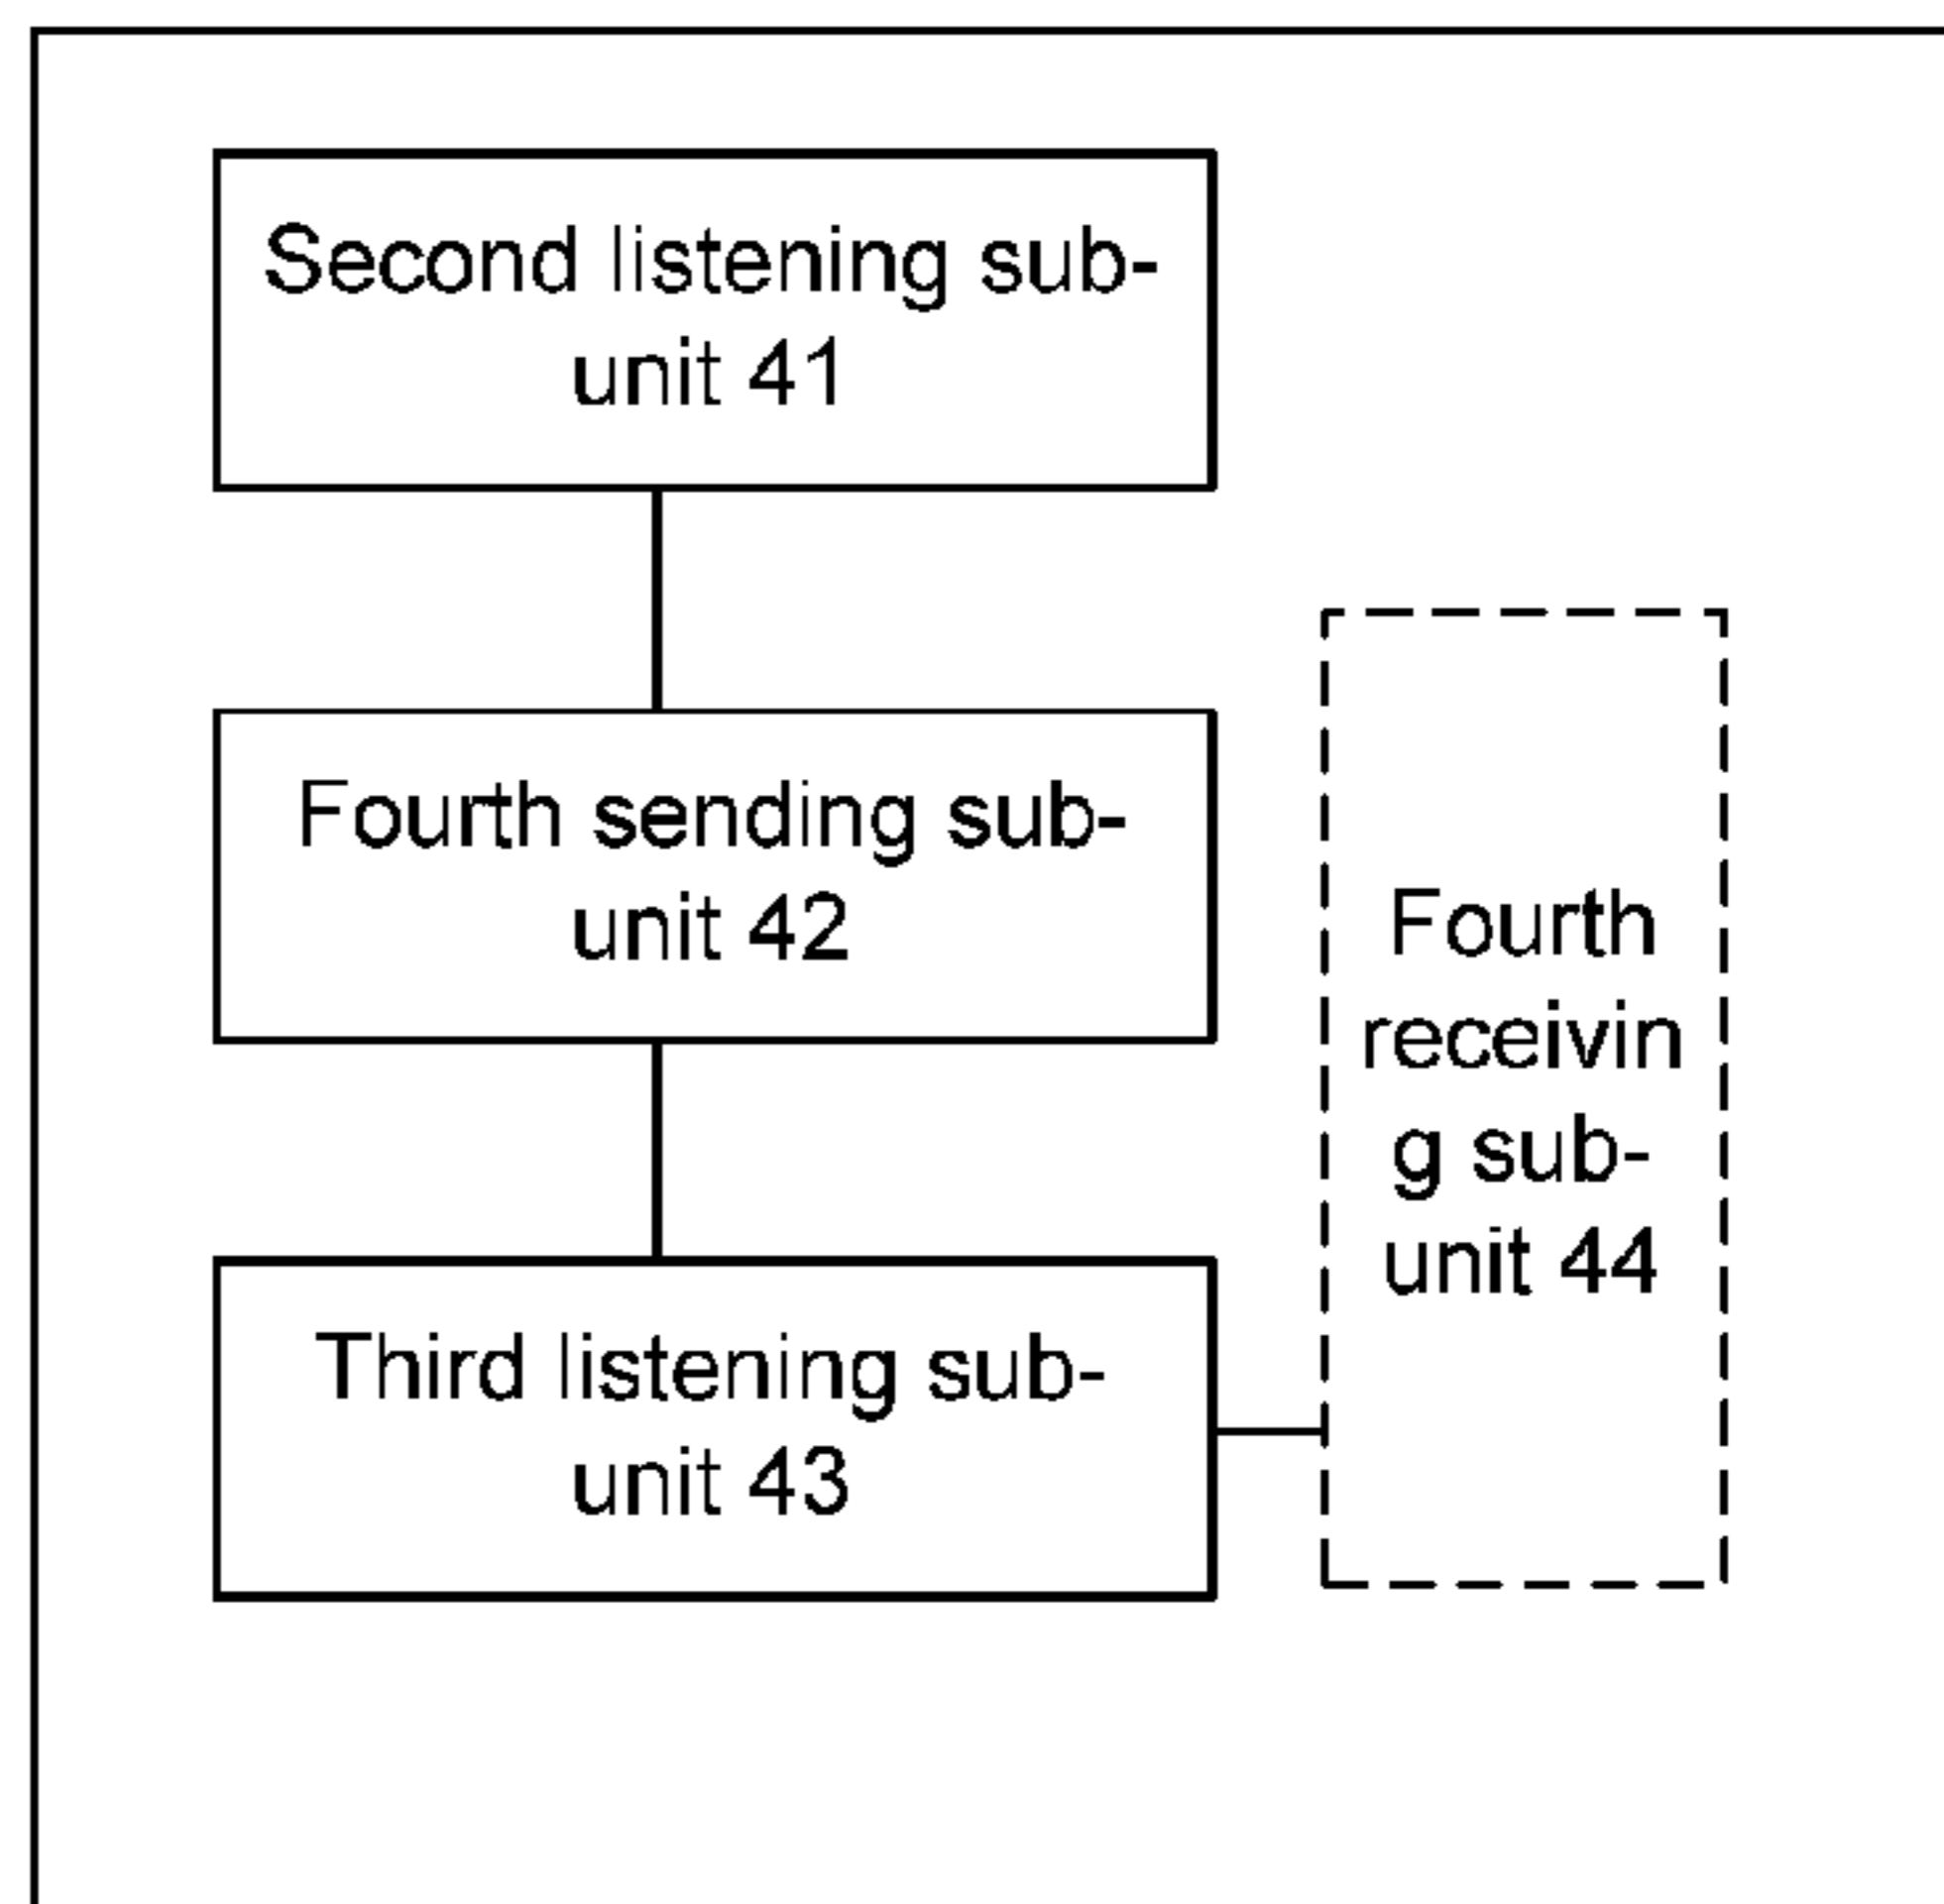 Second listening sub-
unit 41
Fourth sending sub-
unit 42
Fourth
receivin
g sub-
unit 44
Third listening sub-
unit 43